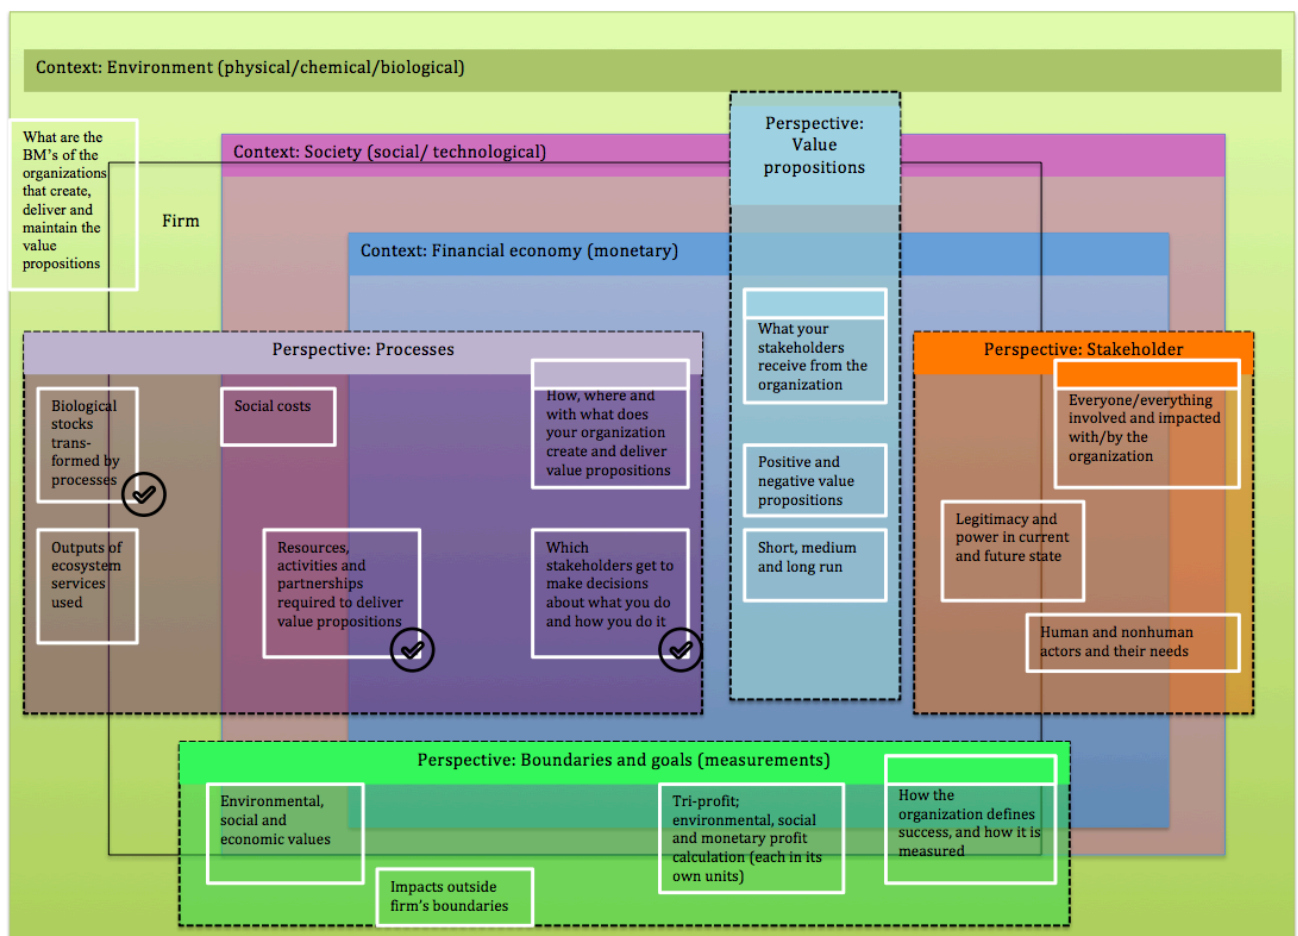 Context: Environment (physical/chemical/biological)
What are the
BM's of the
organizations
that create,
deliver and
maintain the
value
propositions
Firm
Context: Society (social/ technological)
Perspective:
Value
propositions
Context: Financial economy (monetary)
What your
stakeholders
receive from the
organization
Positive and
negative value
propositions
Short, medium
and long run
Perspective: Processes
Biological
stocks
trans-
formed by
processes
Social costs
How, where and
with what does
your organization
create and deliver
value propositions
Outputs of
ecosystem
services
used
Resources,
activities and
partnerships
required to deliver
value propositions
Which
stakeholders get to
make decisions
about what you do
and how you do it
Perspective: Stakeholder
Everyone/everything
involved and impacted
with/by the
organization
Legitimacy and
power in current
and future state
Human and nonhuman
actors and their needs
Perspective: Boundaries and goals (measurements)
Environmental,
social and
economic values
Impacts outside
firm's boundaries
Tri-profit;
environmental, social
and monetary profit
calculation (each in its
own units)
How the
organization defines
success, and how it is
measured